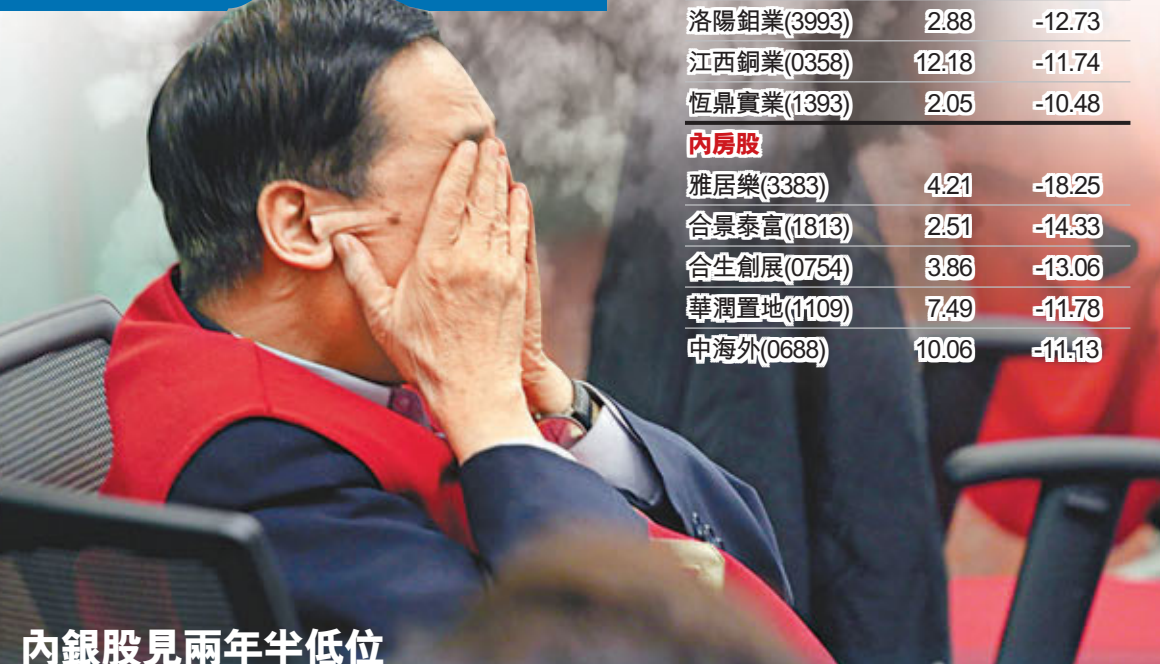 洛陽鉬業(3993) 2.88 -12.73
江西銅業(0358) 12.18 -11.74
恆鼎實業(1393) 2.05 -10.48
內房股
雅居樂(3383) 4.21 -18.25
合景泰富(1813) 2.51 -14.33
合生創展(0754) 3.86 -13.06
華潤置地(1109) 7.49 -11.78
中海外(0688) 10.06 -11.13
內銀股見兩年半低位